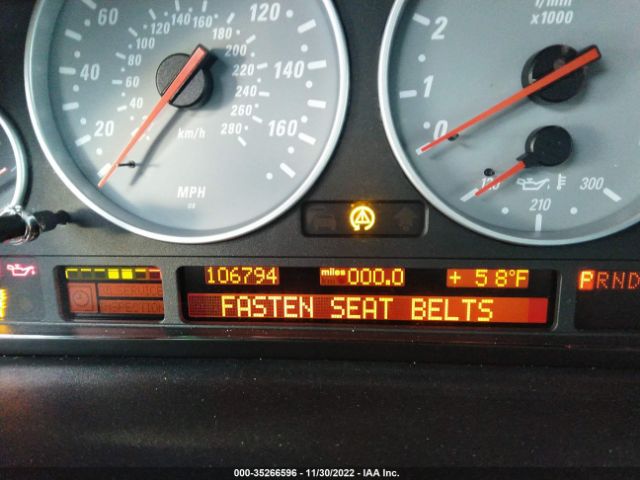 120
140
160
180
200
220
240
260
280
120
100
80
60
40
20
60
40
20
140
160
km/h
MPH
1/min
x1000
2
1
0
210
300
106794
miles
000.0
+ 58°F
PRND
SERVICE
INSPECTION
FASTEN SEAT BELTS
000-35266596 - 11/30/2022 - IAA Inc.